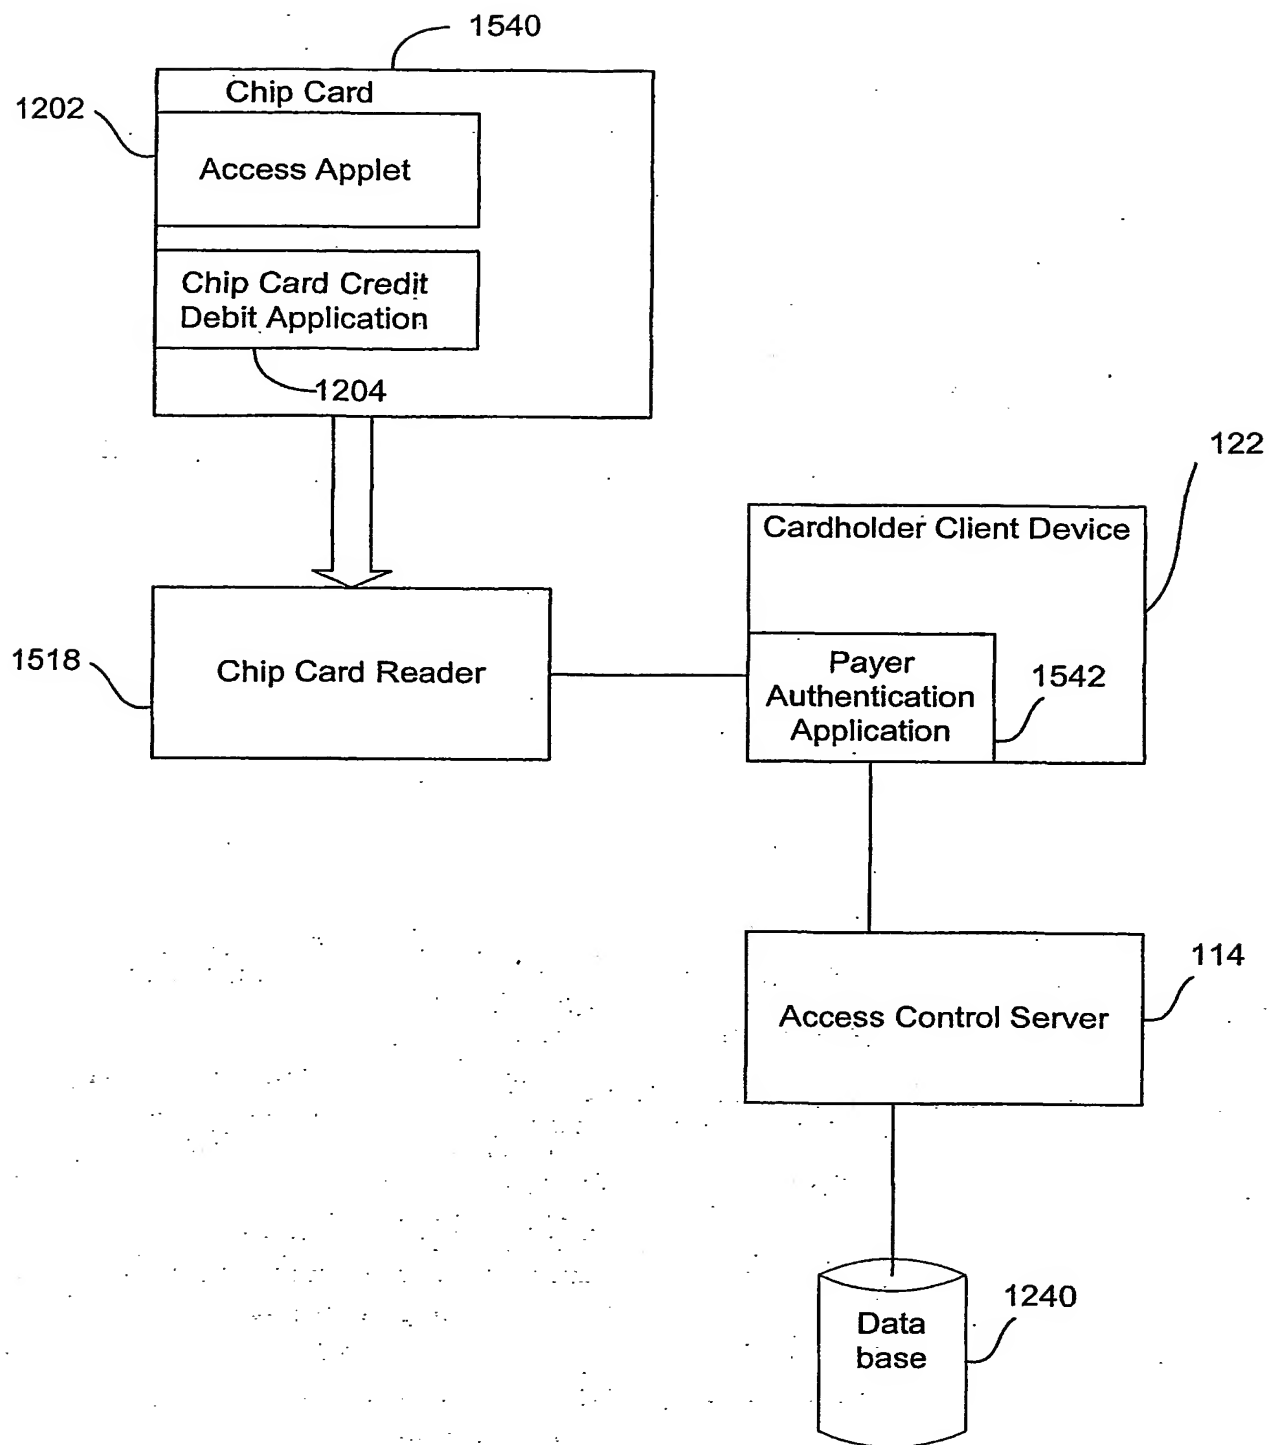 1540
Chip Card
1202
Access Applet
Chip Card Credit
Debit Application
1204
122
Cardholder Client Device
1518
Chip Card Reader
Payer
Authentication
Application
1542
114
Access Control Server
1240
Data
base